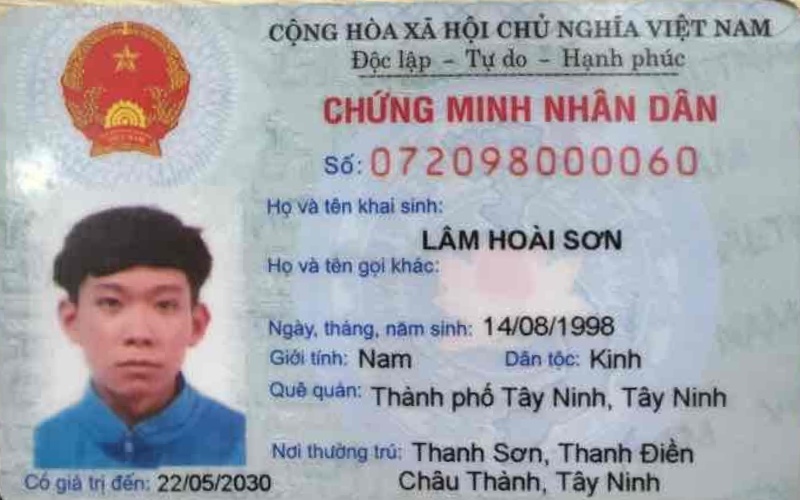 CỘNG HÒA XÃ HỘI CHỦ NGHĨA VIỆT NAM
Độc lập - Tự do - Hạnh phúc
CHỨNG MINH NHÂN DÂN
Số: 072098000060
Họ và tên khai sinh:
LÂM HOÀI SƠN
Họ và tên gọi khác:
Ngày, tháng, năm sinh: 14/08/1998
Giới tính: Nam Dân tộc: Kinh
Quê quán: Thành phố Tây Ninh, Tây Ninh
Nơi thường trú: Thanh Sơn, Thanh Điền
Châu Thành, Tây Ninh
Có giá trị đến: 22/05/2030